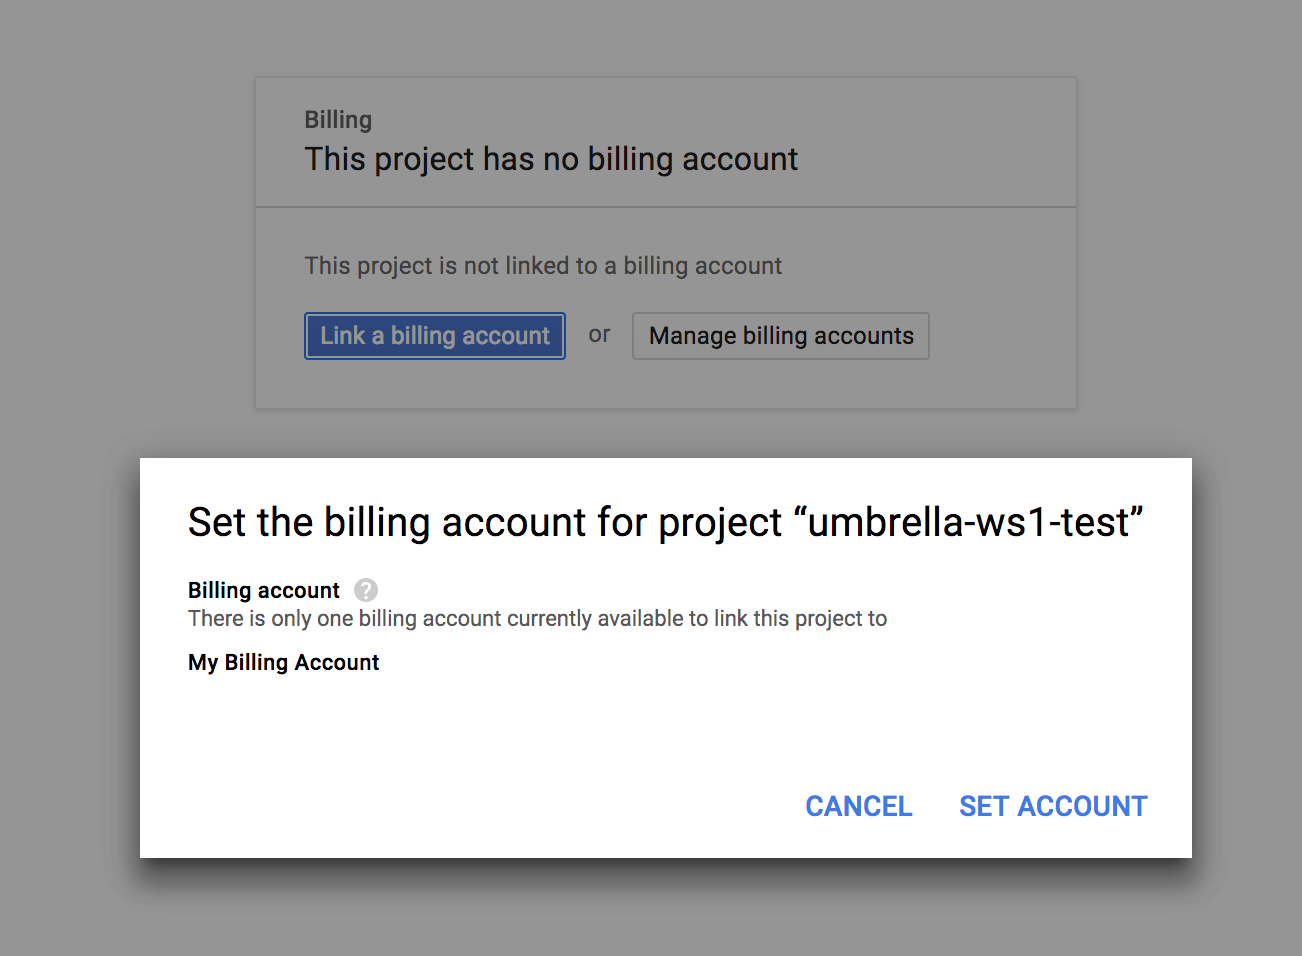 Billing
This project has no billing account
This project is not linked to a billing account
Link a billing account or Manage billing accounts
Set the billing account for project “umbrella-ws1-test”
Billing account ?
There is only one billing account currently available to link this project to
My Billing Account
CANCEL SET ACCOUNT